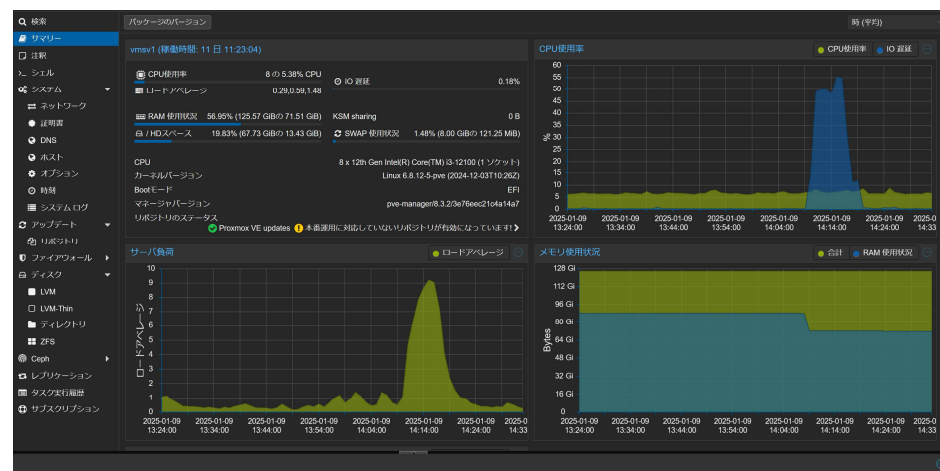 検索
サマリー
注釈
シェル
システム
ネットワーク
証明書
DNS
ホスト
オプション
時刻
システムログ
アップデート
リポジトリ
ファイアウォール
ディスク
LVM
LVM-Thin
ディレクトリ
ZFS
Ceph
レプリケーション
タスク実行履歴
サブスクリプション
パッケージのバージョン
時 (平均)
vmsv1 (稼働時間: 11 日 11:23:04)
CPU使用率 8 の 5.38% CPU
IO 遅延 0.18%
ロードアベレージ 0.29,0.59,1.48
RAM 使用状況 56.95% (125.57 GiBの 71.51 GiB)
KSM sharing 0 B
/ HDスペース 19.83% (67.73 GiBの 13.43 GiB)
SWAP 使用状況 1.48% (8.00 GiBの 121.25 MiB)
CPU 8 x 12th Gen Intel(R) Core(TM) i3-12100 (1 ソケット)
カーネルバージョン Linux 6.8.12-5-pve (2024-12-03T10:26Z)
Bootモード EFI
マネージャバージョン pve-manager/8.3.2/3e76eec21c4a14a7
リポジトリのステータス
Proxmox VE updates 本番運用に対応していないリポジトリが有効になっています!
CPU使用率
CPU使用率 IO 遅延
60
55
50
45
40
35
% 30
25
20
15
10
5
0
2025-01-09 2025-01-09 2025-01-09 2025-01-09 2025-01-09 2025-01-09 2025-01-09 2025-0
13:24:00 13:34:00 13:44:00 13:54:00 14:04:00 14:14:00 14:24:00 14:33
サーバ負荷
ロードアベレージ
10
9
8
7
6
5
4
3
2
1
0
ロードアベレージ
2025-01-09 2025-01-09 2025-01-09 2025-01-09 2025-01-09 2025-01-09 2025-01-09 2025-0
13:24:00 13:34:00 13:44:00 13:54:00 14:04:00 14:14:00 14:24:00 14:33
メモリ使用状況
合計 RAM 使用状況
128 Gi
112 Gi
96 Gi
80 Gi
64 Gi
48 Gi
32 Gi
16 Gi
0
Bytes
2025-01-09 2025-01-09 2025-01-09 2025-01-09 2025-01-09 2025-01-09 2025-01-09 2025-0
13:24:00 13:34:00 13:44:00 13:54:00 14:04:00 14:14:00 14:24:00 14:33